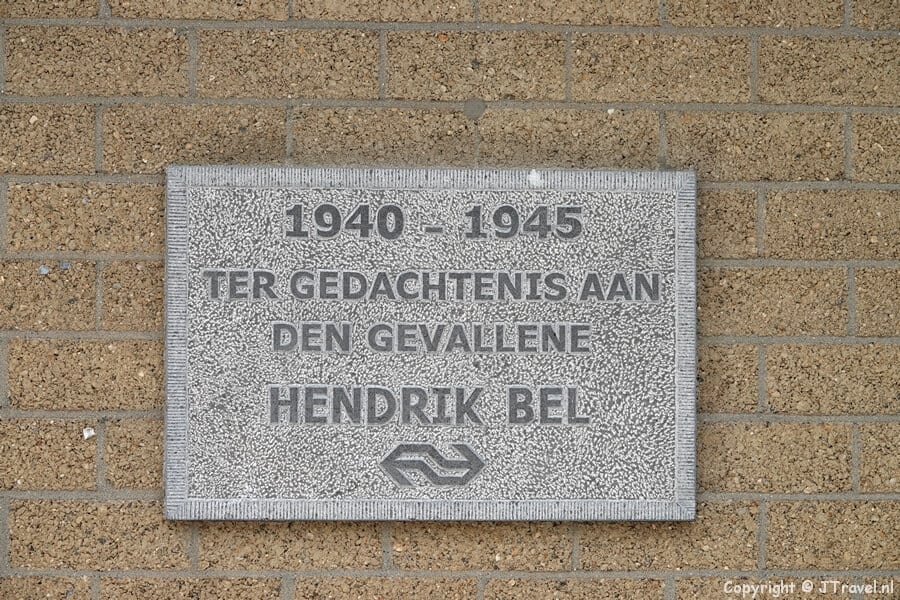 1940 – 1945
TER GEDACHTENIS AAN
DEN GEVALLENE
HENDRIK BEL
Copyright © JTravel.nl